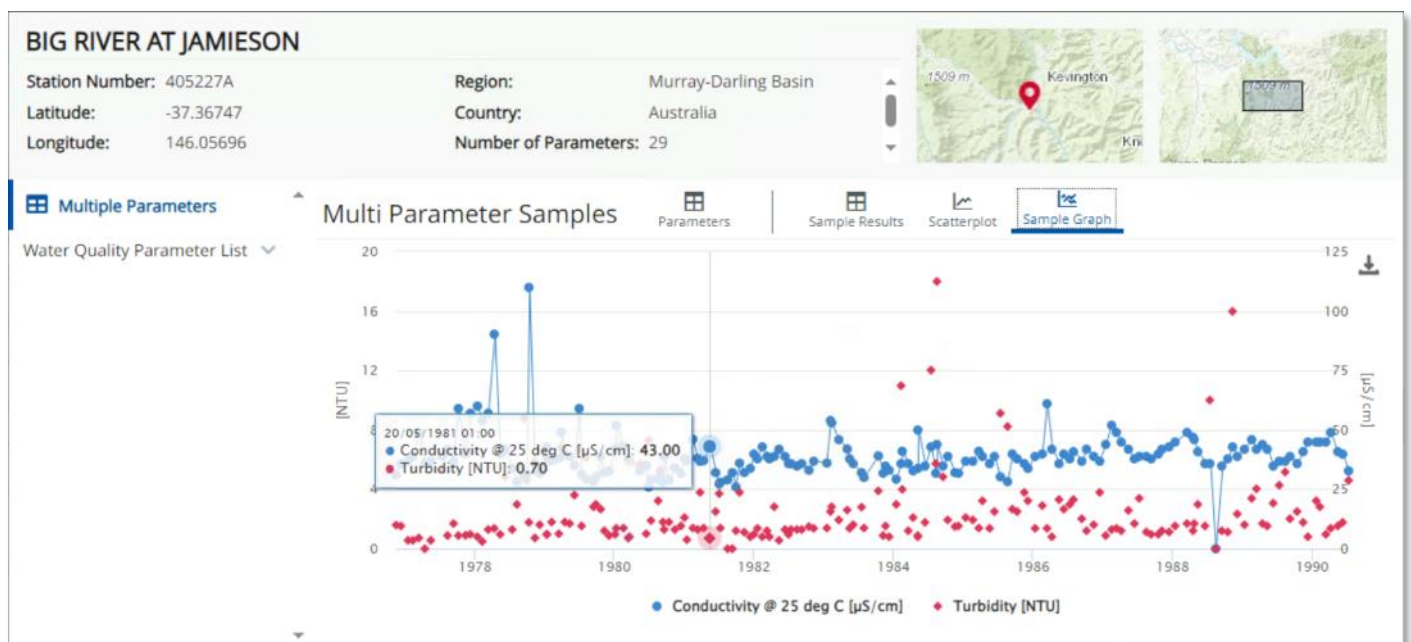 BIG RIVER AT JAMIESON
Station Number: 405227A
Latitude: -37.36747
Longitude: 146.05696
Region: Murray-Darling Basin
Country: Australia
Number of Parameters: 29
1509 m
Kevington
1509 m
Multiple Parameters
Water Quality Parameter List
Multi Parameter Samples
Parameters
Sample Results
Scatterplot
Sample Graph
20
16
12
8
4
0
[NTU]
125
100
75
50
25
0
[µS/cm]
20/05/1981 01:00
Conductivity @ 25 deg C [µS/cm]: 43.00
Turbidity [NTU]: 0.70
1978 1980 1982 1984 1986 1988 1990
Conductivity @ 25 deg C [µS/cm] Turbidity [NTU]